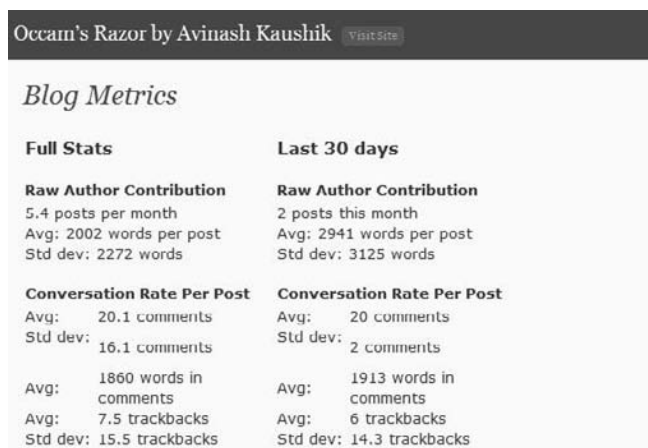 Occam's Razor by Avinash Kaushik Visit Site
Blog Metrics
Full Stats
Raw Author Contribution
5.4 posts per month
Avg: 2002 words per post
Std dev: 2272 words
Conversation Rate Per Post
Avg: 20.1 comments
Std dev: 16.1 comments
Avg: 1860 words in
comments
Avg: 7.5 trackbacks
Std dev: 15.5 trackbacks
Last 30 days
Raw Author Contribution
2 posts this month
Avg: 2941 words per post
Std dev: 3125 words
Conversation Rate Per Post
Avg: 20 comments
Std dev: 2 comments
Avg: 1913 words in
comments
Avg: 6 trackbacks
Std dev: 14.3 trackbacks